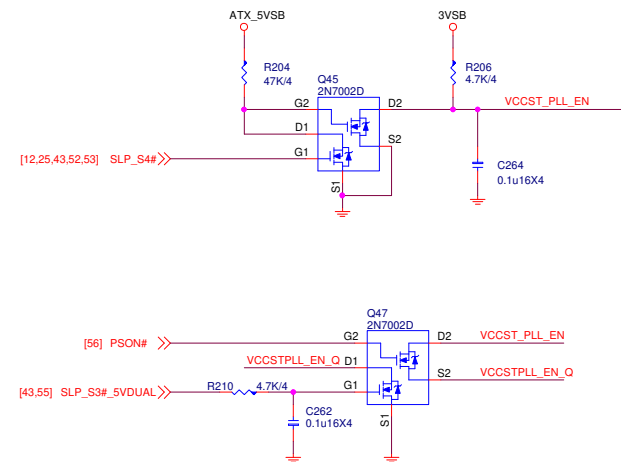 ATX_5VSB
3VSB
R204
47K/4
R206
4.7K/4
Q45
2N7002D
G2
D2
VCCST_PLL_EN
D1
S2
[12,25,43,52,53] SLP_S4#
G1
C264
0.1u16X4
S1
Q47
2N7002D
[56] PSON#
G2
D2
VCCST_PLL_EN
VCCSTPLL_EN_Q
D1
S2
VCCSTPLL_EN_Q
[43,55] SLP_S3#_5VDUAL
R210
4.7K/4
G1
C262
0.1u16X4
S1